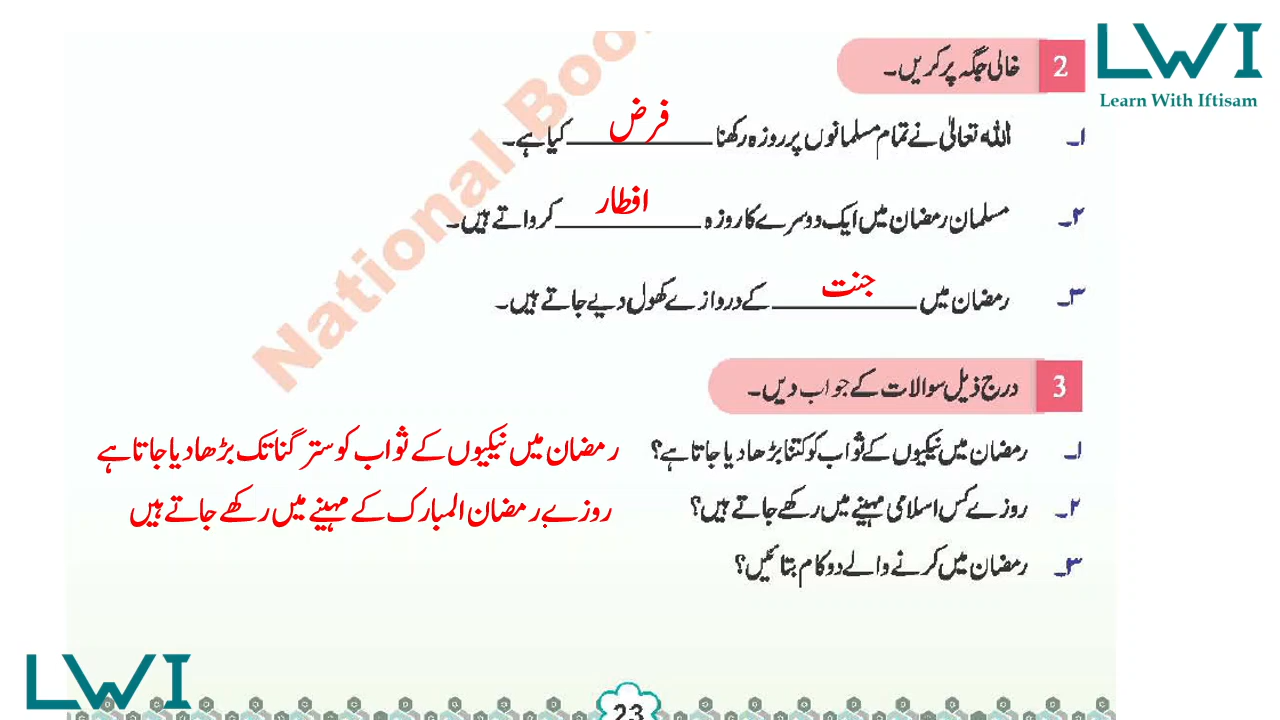 LWI
Learn With Iftisam
National Boo
2 خالی جگہ پر کریں۔
۱۔ اللہ تعالیٰ نے تمام مسلمانوں پر روزہ رکھنا فرض کیا ہے۔
۲۔ مسلمان رمضان میں ایک دوسرے کا روزہ افطار کرواتے ہیں۔
۳۔ رمضان میں جنت کے دروازے کھول دیے جاتے ہیں۔
3 درج ذیل سوالات کے جواب دیں۔
۱۔ رمضان میں نیکیوں کے ثواب کو کتنا بڑھا دیا جاتا ہے؟ رمضان میں نیکیوں کے ثواب کو ستر گنا تک بڑھا دیا جاتا ہے
۲۔ روزے کس اسلامی مہینے میں رکھے جاتے ہیں؟ روزے رمضان المبارک کے مہینے میں رکھے جاتے ہیں
۳۔ رمضان میں کرنے والے دو کام بتائیں؟
LWI
23